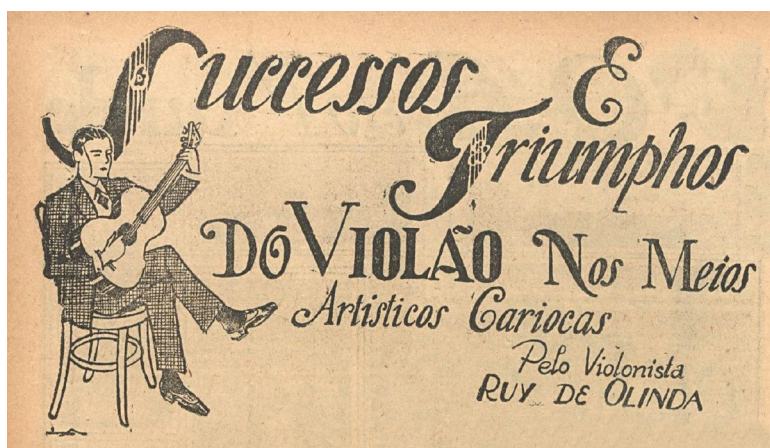 Successos E
Triumphos
DO VIOLÃO Nos Meios
Artisticos Cariocas
Pelo Violonista
RUY DE OLINDA